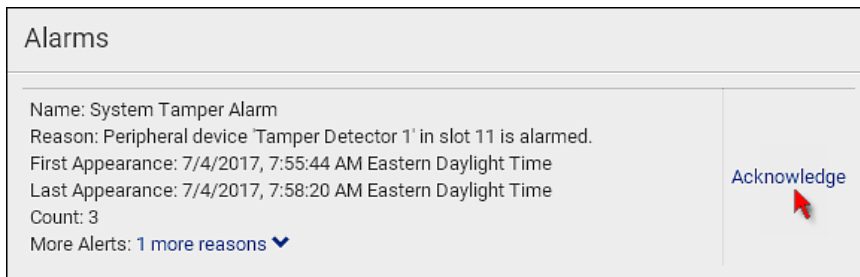 Alarms
Name: System Tamper Alarm
Reason: Peripheral device 'Tamper Detector 1' in slot 11 is alarmed.
First Appearance: 7/4/2017, 7:55:44 AM Eastern Daylight Time
Acknowledge
Last Appearance: 7/4/2017, 7:58:20 AM Eastern Daylight Time
Count: 3
More Alerts: 1 more reasons